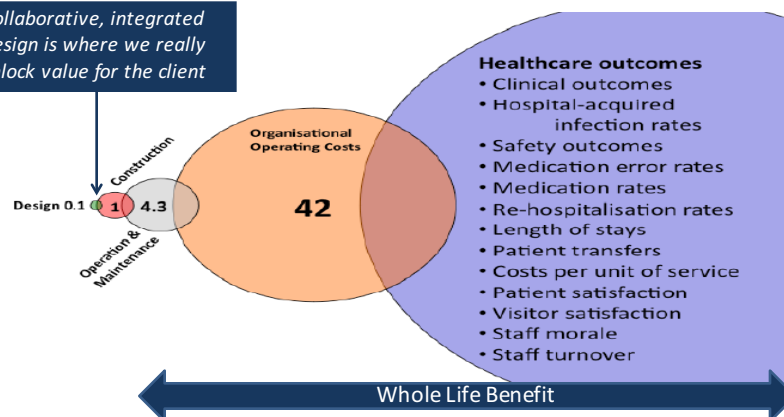 ollaborative, integrated
esign is where we really
lock value for the client
Healthcare outcomes
• Clinical outcomes
• Hospital-acquired
infection rates
• Safety outcomes
• Medication error rates
• Medication rates
• Re-hospitalisation rates
• Length of stays
• Patient transfers
• Costs per unit of service
• Patient satisfaction
• Visitor satisfaction
• Staff morale
• Staff turnover
Organisational
Operating Costs
42
Construction
Design 0.1
1
4.3
Operation &
Maintenance
Whole Life Benefit